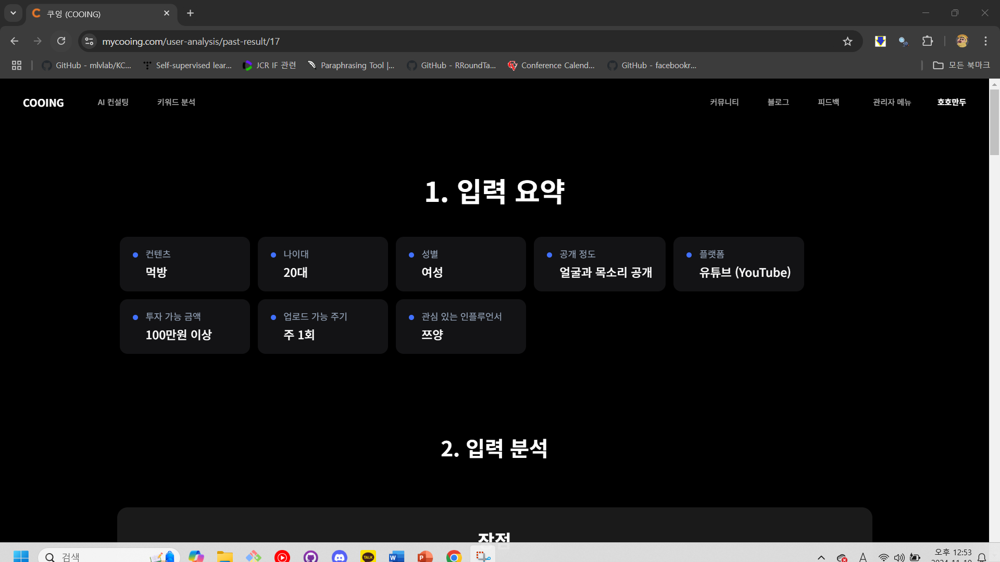 쿠잉 (COOING)
mycooing.com/user-analysis/past-result/17
GitHub - mlvlab/KC...
Self-supervised lear...
JCR IF 관련
Paraphrasing Tool |...
GitHub - RRoundTa...
Conference Calend...
GitHub - facebookr...
모든 북마크
COOING
AI 컨설팅
키워드 분석
커뮤니티
블로그
피드백
관리자 메뉴
호호만두
1. 입력 요약
컨텐츠
먹방
나이대
20대
성별
여성
공개 정도
얼굴과 목소리 공개
플랫폼
유튜브 (YouTube)
투자 가능 금액
100만원 이상
업로드 가능 주기
주 1회
관심 있는 인플루언서
쯔양
2. 입력 분석
장점
검색
TALK
A
오후 12:53